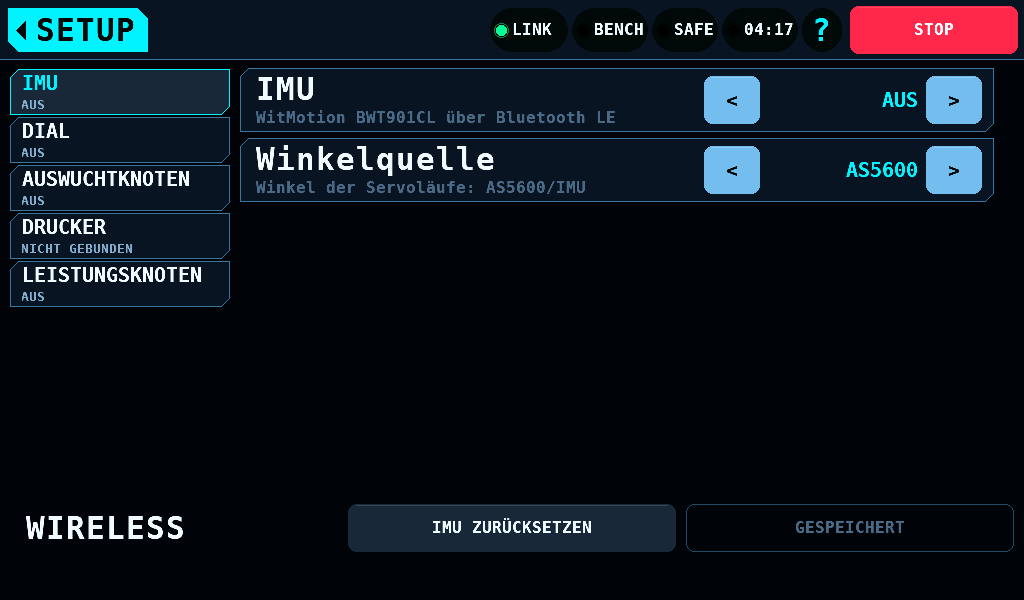 SETUP
LINK
BENCH
SAFE
04:17
?
STOP
IMU
AUS
DIAL
AUS
AUSWUCHTKNOTEN
AUS
DRUCKER
NICHT GEBUNDEN
LEISTUNGSKNOTEN
AUS
IMU
WitMotion BWT901CL über Bluetooth LE
<
AUS
>
Winkelquelle
Winkel der Servoläufe: AS5600/IMU
<
AS5600
>
WIRELESS
IMU ZURÜCKSETZEN
GESPEICHERT